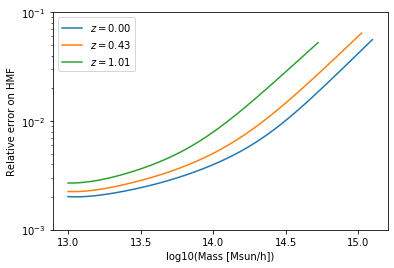 10⁻¹
z = 0.00
z = 0.43
z = 1.01
Relative error on HMF
10⁻²
10⁻³
13.0 13.5 14.0 14.5 15.0
log10(Mass [Msun/h])